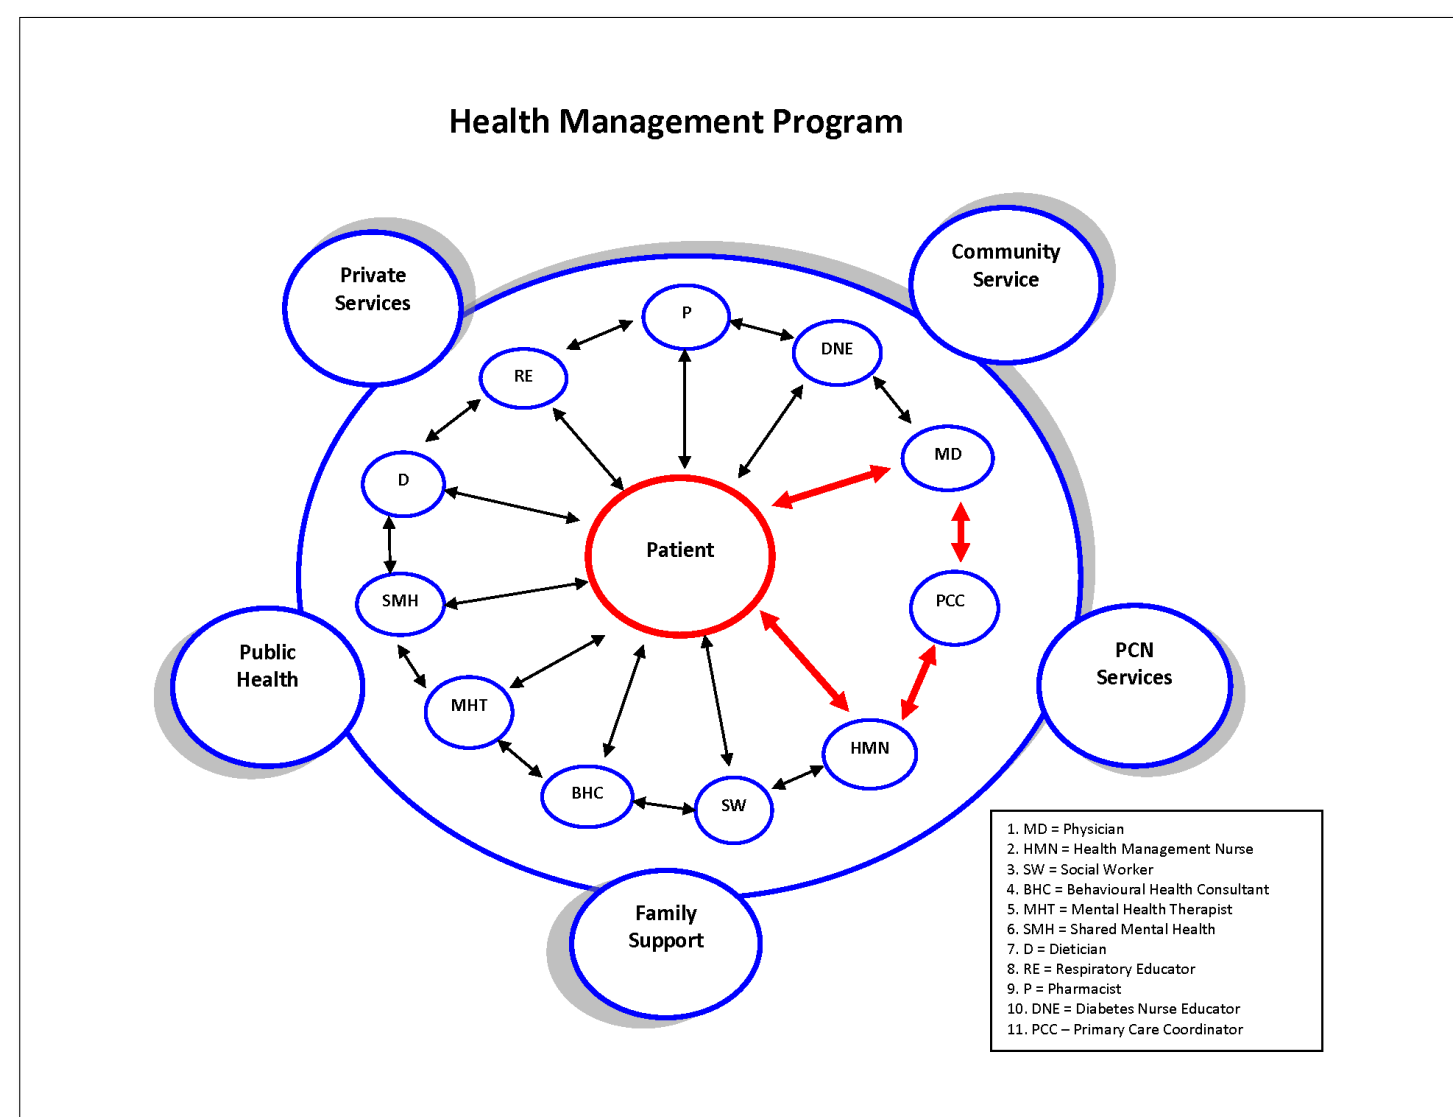 Health Management Program
Private
Services
Community
Service
P
DNE
RE
MD
D
Patient
SMH
PCC
Public
Health
PCN
Services
MHT
HMN
BHC
SW
Family
Support
1. MD = Physician
2. HMN = Health Management Nurse
3. SW = Social Worker
4. BHC = Behavioural Health Consultant
5. MHT = Mental Health Therapist
6. SMH = Shared Mental Health
7. D = Dietician
8. RE = Respiratory Educator
9. P = Pharmacist
10. DNE = Diabetes Nurse Educator
11. PCC – Primary Care Coordinator